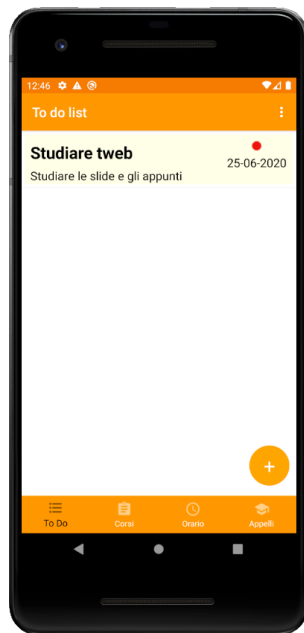 12:46
To do list
Studiare tweb
25-06-2020
Studiare le slide e gli appunti
+
To Do
Corsi
Orario
Appelli